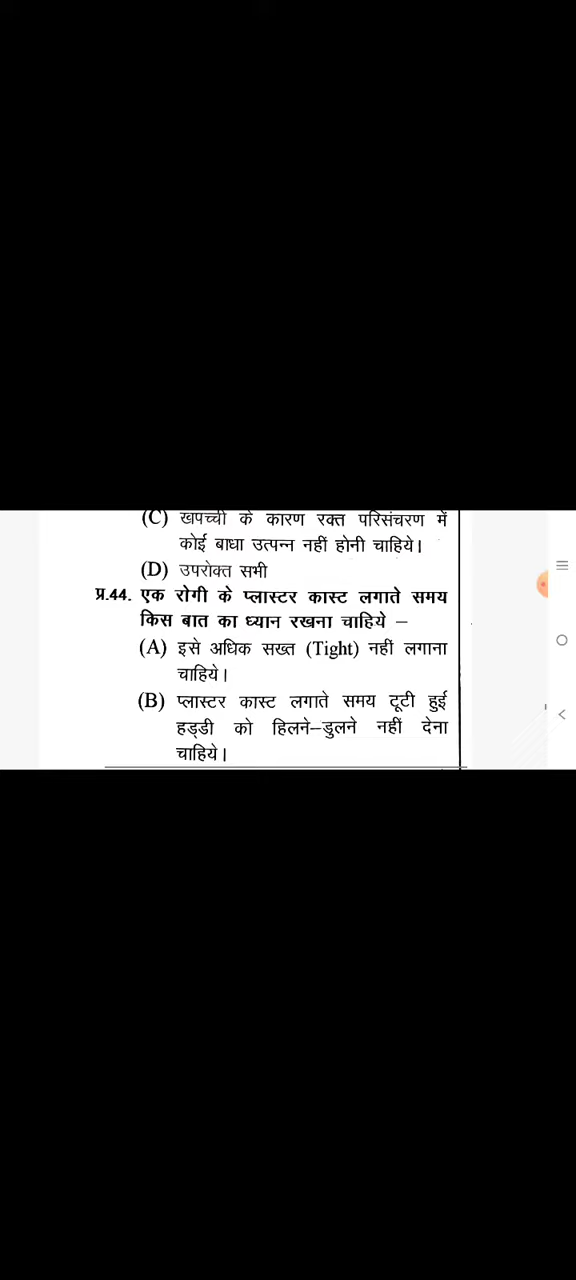 (C) खपच्ची के कारण रक्त परिसंचरण में
कोई बाधा उत्पन्न नहीं होनी चाहिये।
(D) उपरोक्त सभी
प्र.44. एक रोगी के प्लास्टर कास्ट लगाते समय
किस बात का ध्यान रखना चाहिये –
(A) इसे अधिक सख्त (Tight) नहीं लगाना
चाहिये।
(B) प्लास्टर कास्ट लगाते समय टूटी हुई
हड्डी को हिलने–डुलने नहीं देना
चाहिये।